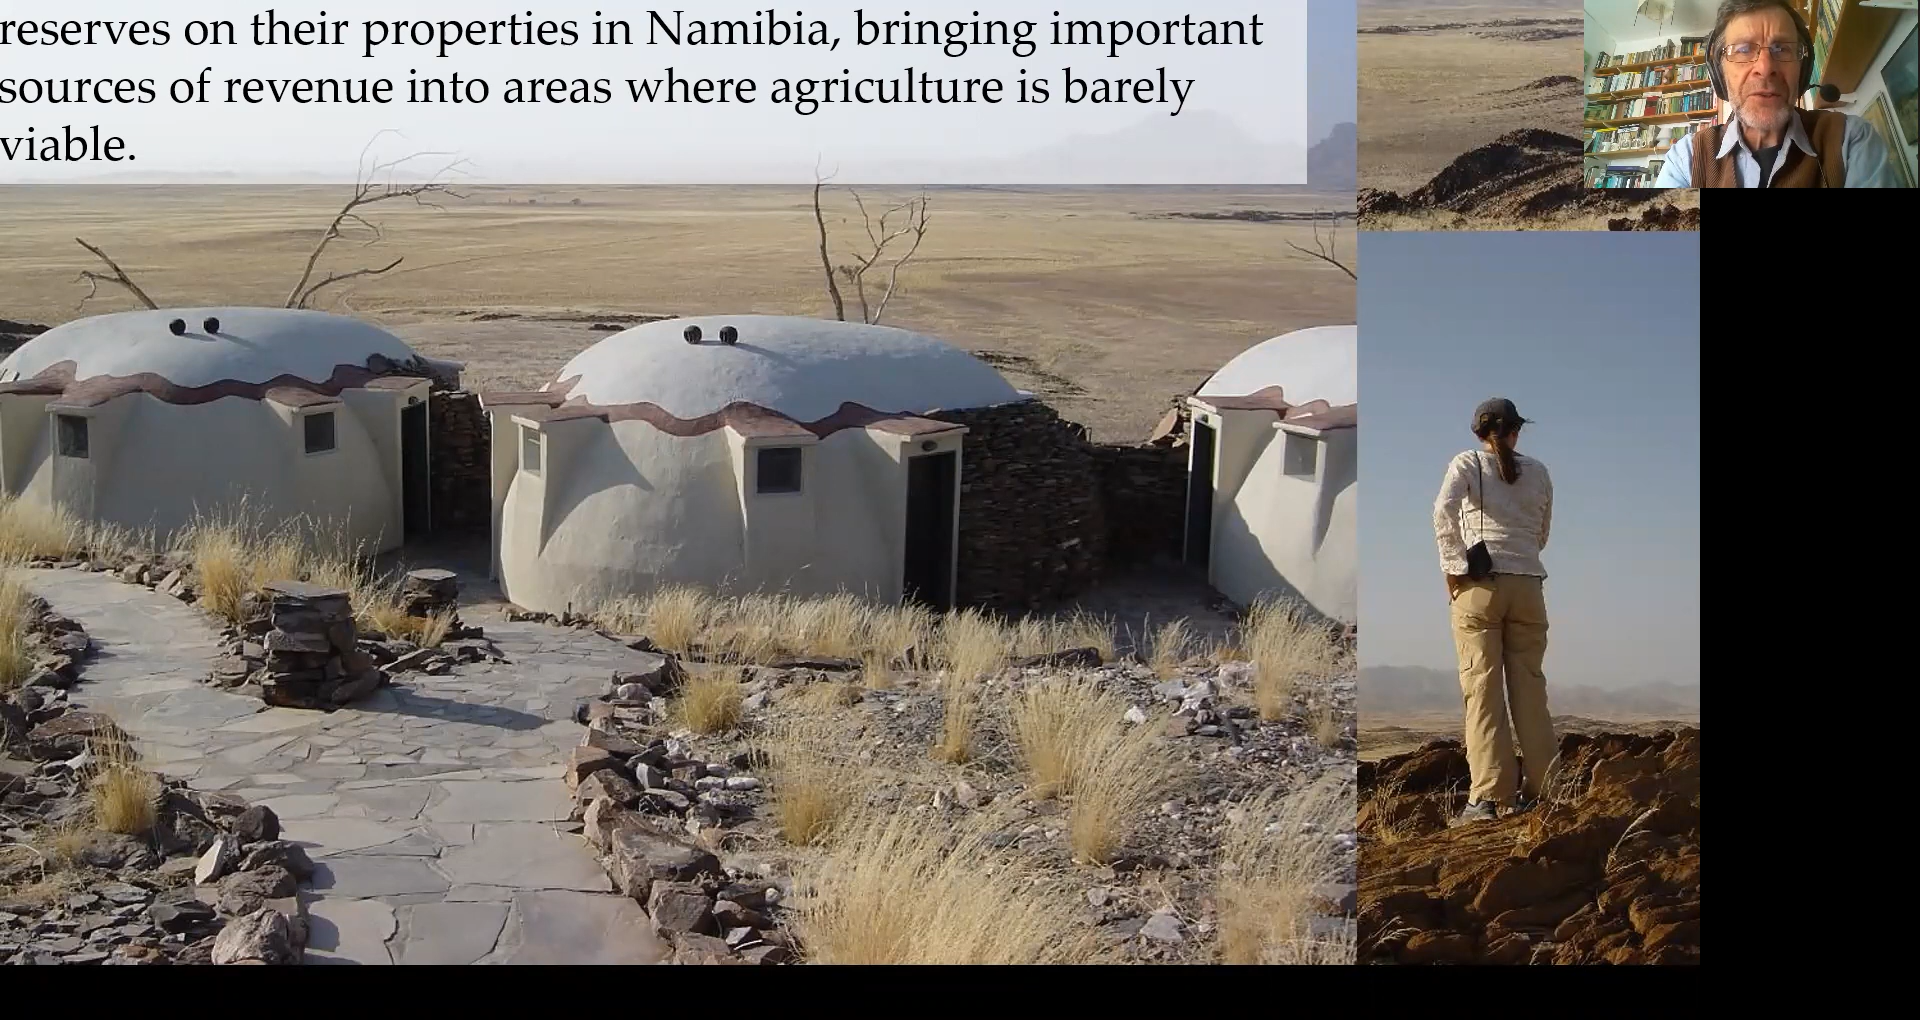 reserves on their properties in Namibia, bringing important
sources of revenue into areas where agriculture is barely
viable.